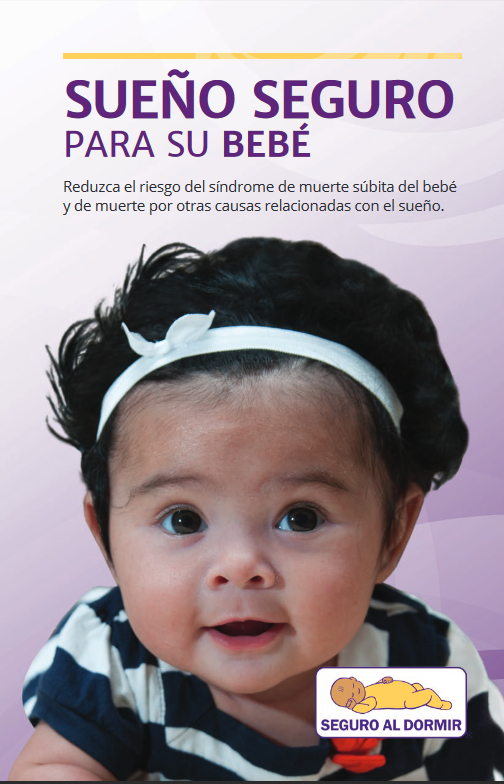 SUEÑO SEGURO
PARA SU BEBÉ
Reduzca el riesgo del síndrome de muerte súbita del bebé
y de muerte por otras causas relacionadas con el sueño.
SEGURO AL DORMIR